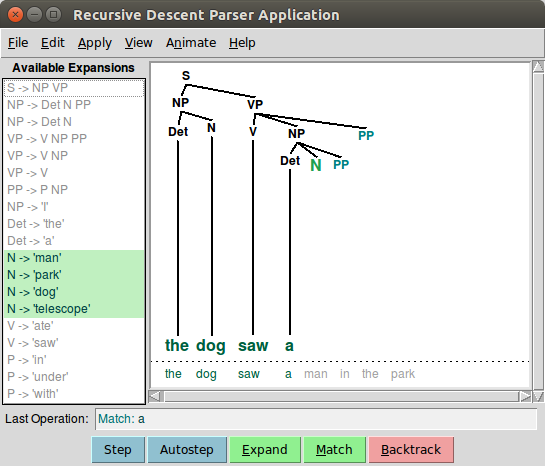 Recursive Descent Parser Application
File Edit Apply View Animate Help
Available Expansions
S -> NP VP
NP -> Det N PP
NP -> Det N
VP -> V NP PP
VP -> V NP
VP -> V
PP -> P NP
NP -> 'I'
Det -> 'the'
Det -> 'a'
N -> 'man'
N -> 'park'
N -> 'dog'
N -> 'telescope'
V -> 'ate'
V -> 'saw'
P -> 'in'
P -> 'under'
P -> 'with'
S
NP VP
Det N V NP PP
Det N PP
the dog saw a
the dog saw a man in the park
Last Operation: Match: a
Step Autostep Expand Match Backtrack